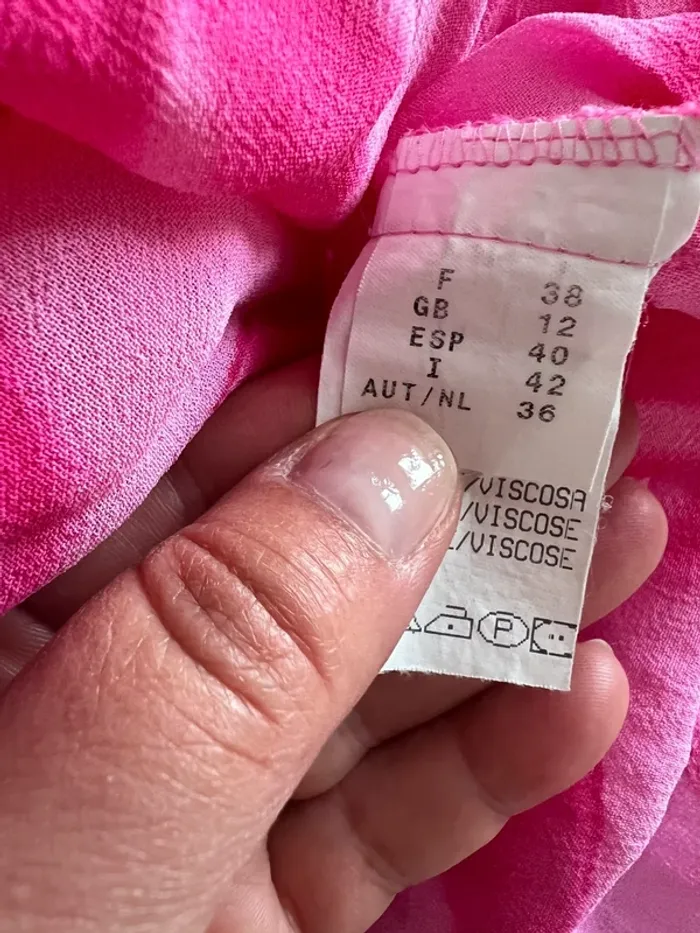 F 38
GB 12
ESP 40
I 42
AUT/NL 36
/VISCOSA
/VISCOSE
/VISCOSE
P